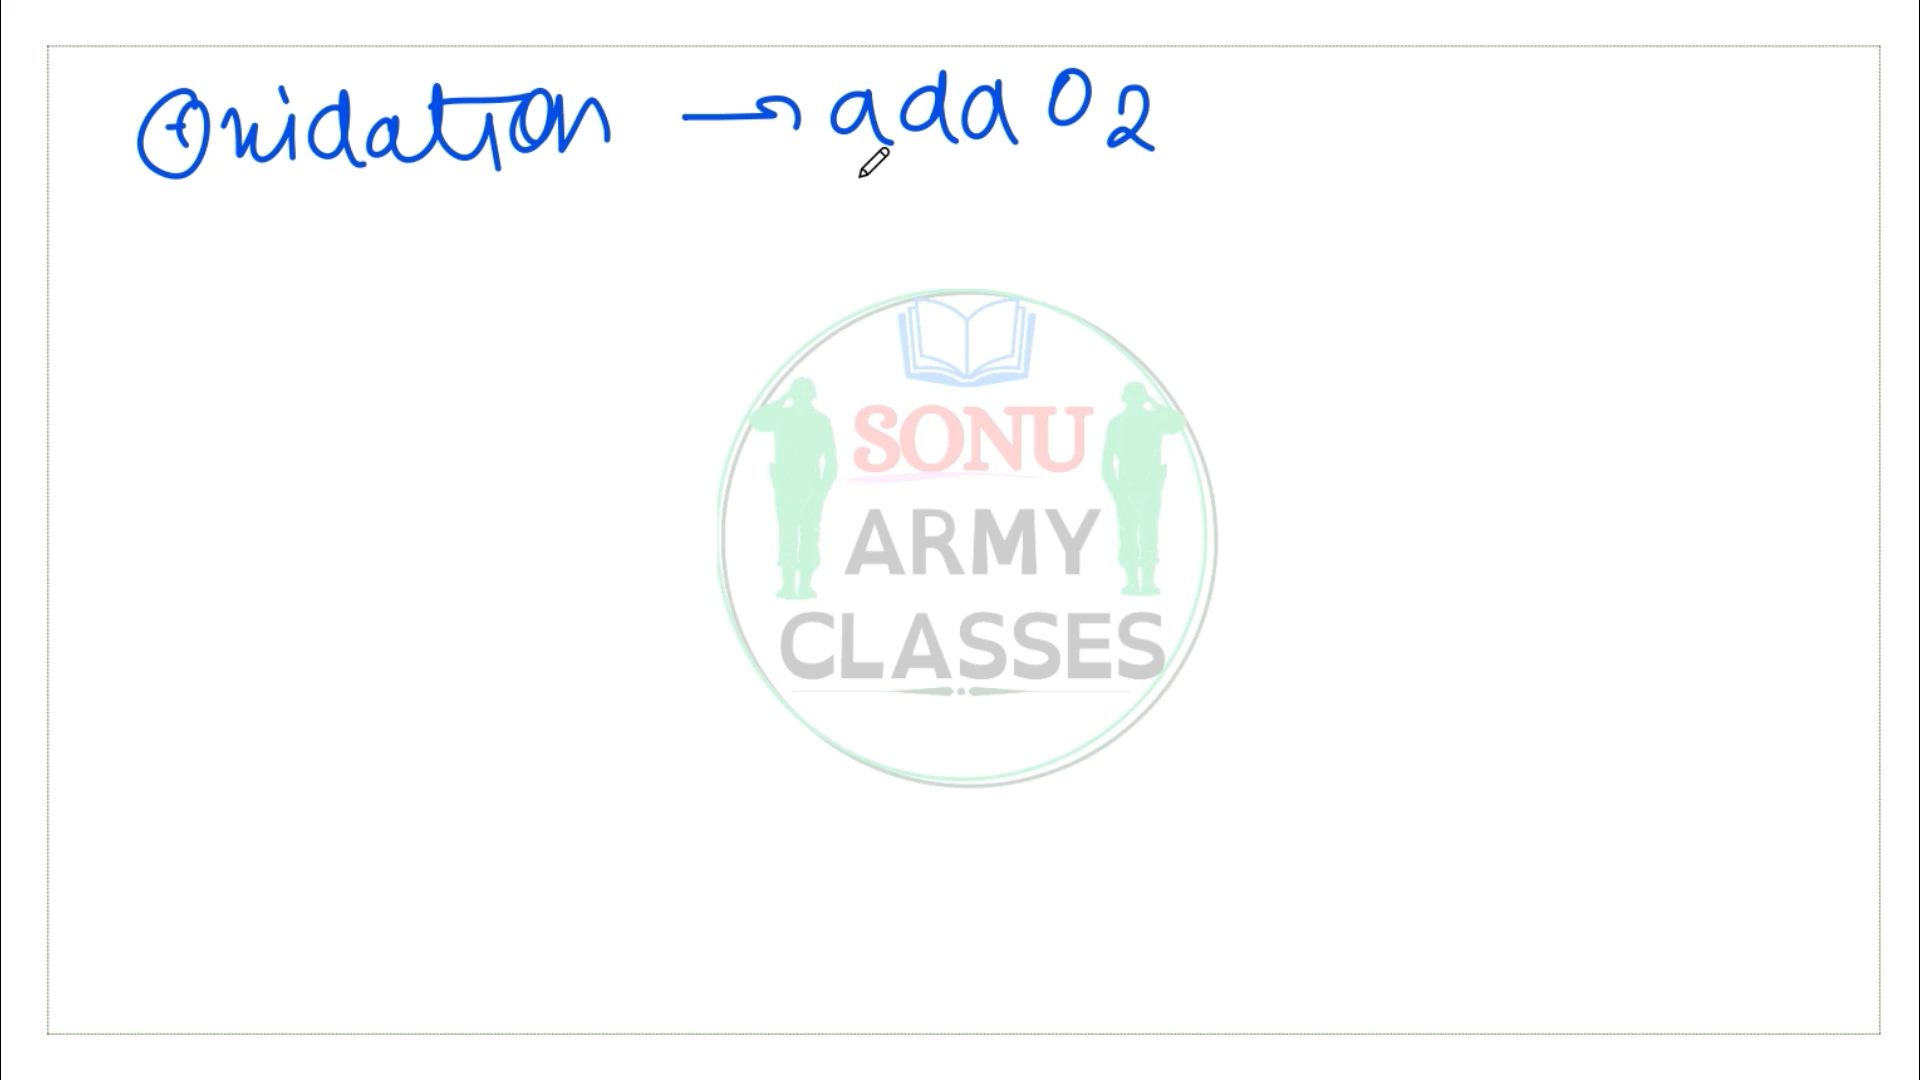 Oxidation → add O2
SONU
ARMY
CLASSES